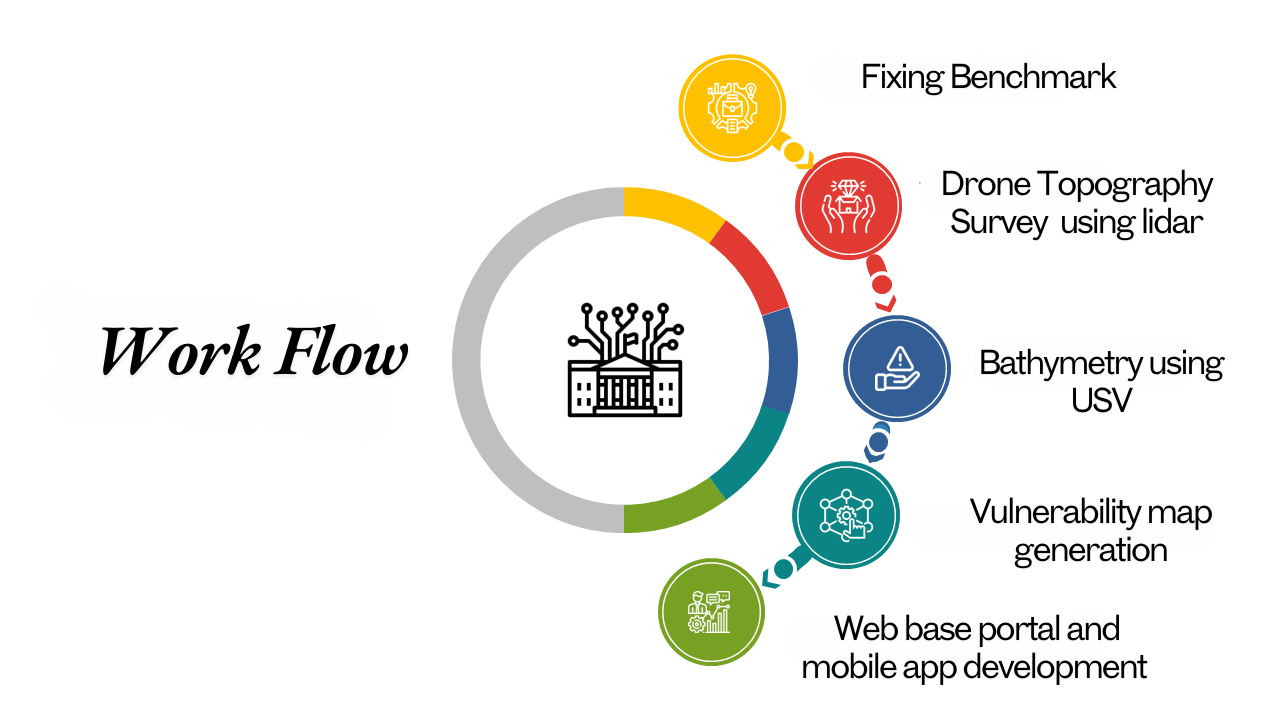 Work Flow
Fixing Benchmark
Drone Topography
Survey using lidar
Bathymetry using
USV
Vulnerability map
generation
Web base portal and
mobile app development